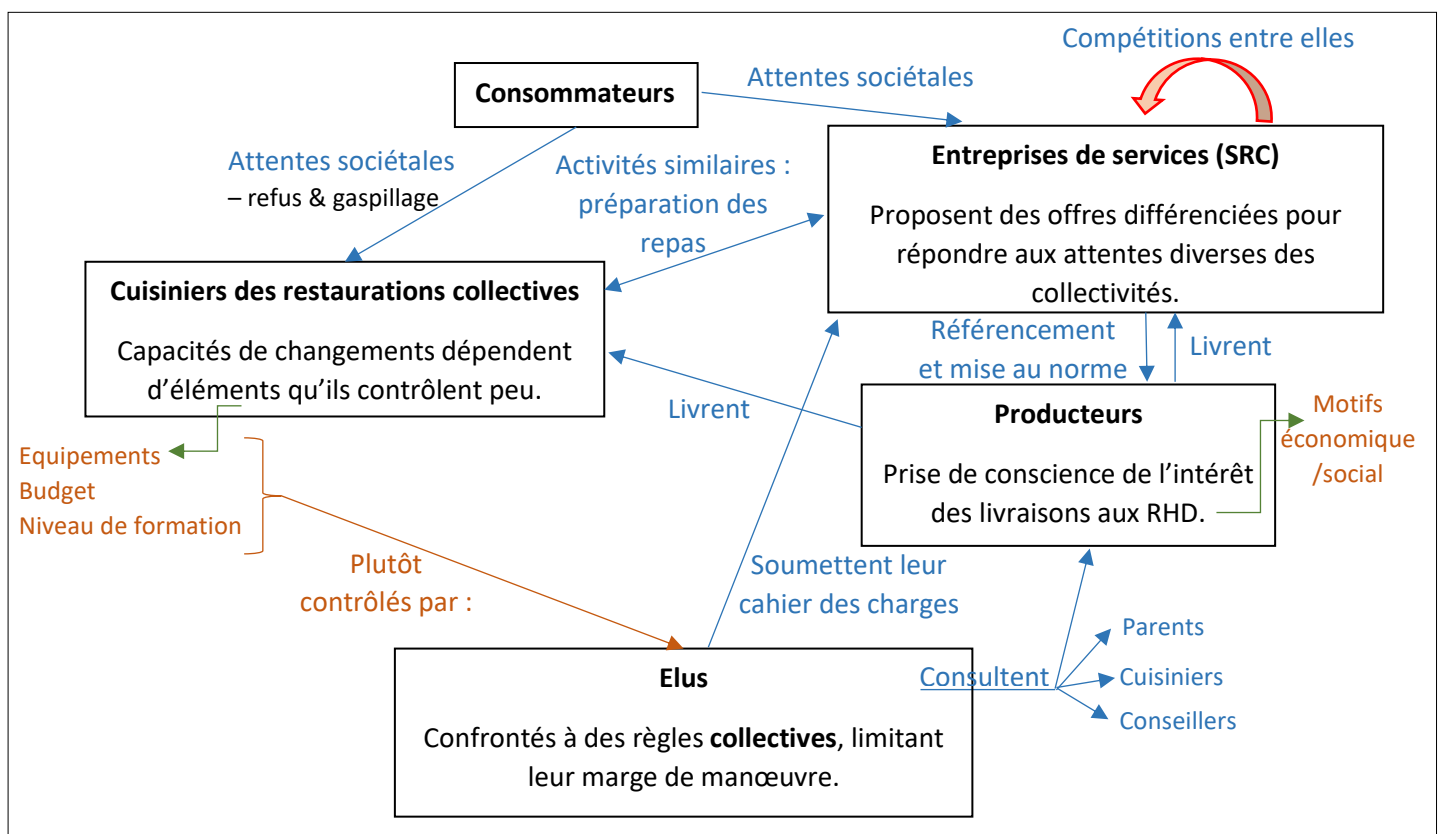 Compétitions entre elles
Attentes sociétales
Consommateurs
Attentes sociétales
– refus & gaspillage
Activités similaires :
préparation des
repas
Entreprises de services (SRC)
Proposent des offres différenciées pour
répondre aux attentes diverses des
collectivités.
Cuisiniers des restaurations collectives
Capacités de changements dépendent
d’éléments qu’ils contrôlent peu.
Référencement
et mise au norme
Livrent
Livrent
Producteurs
Prise de conscience de l’intérêt
des livraisons aux RHD.
Motifs
économique
/social
Equipements
Budget
Niveau de formation
Plutôt
contrôlés par :
Soumettent leur
cahier des charges
Elus
Confrontés à des règles collectives, limitant
leur marge de manœuvre.
Consultent
Parents
Cuisiniers
Conseillers